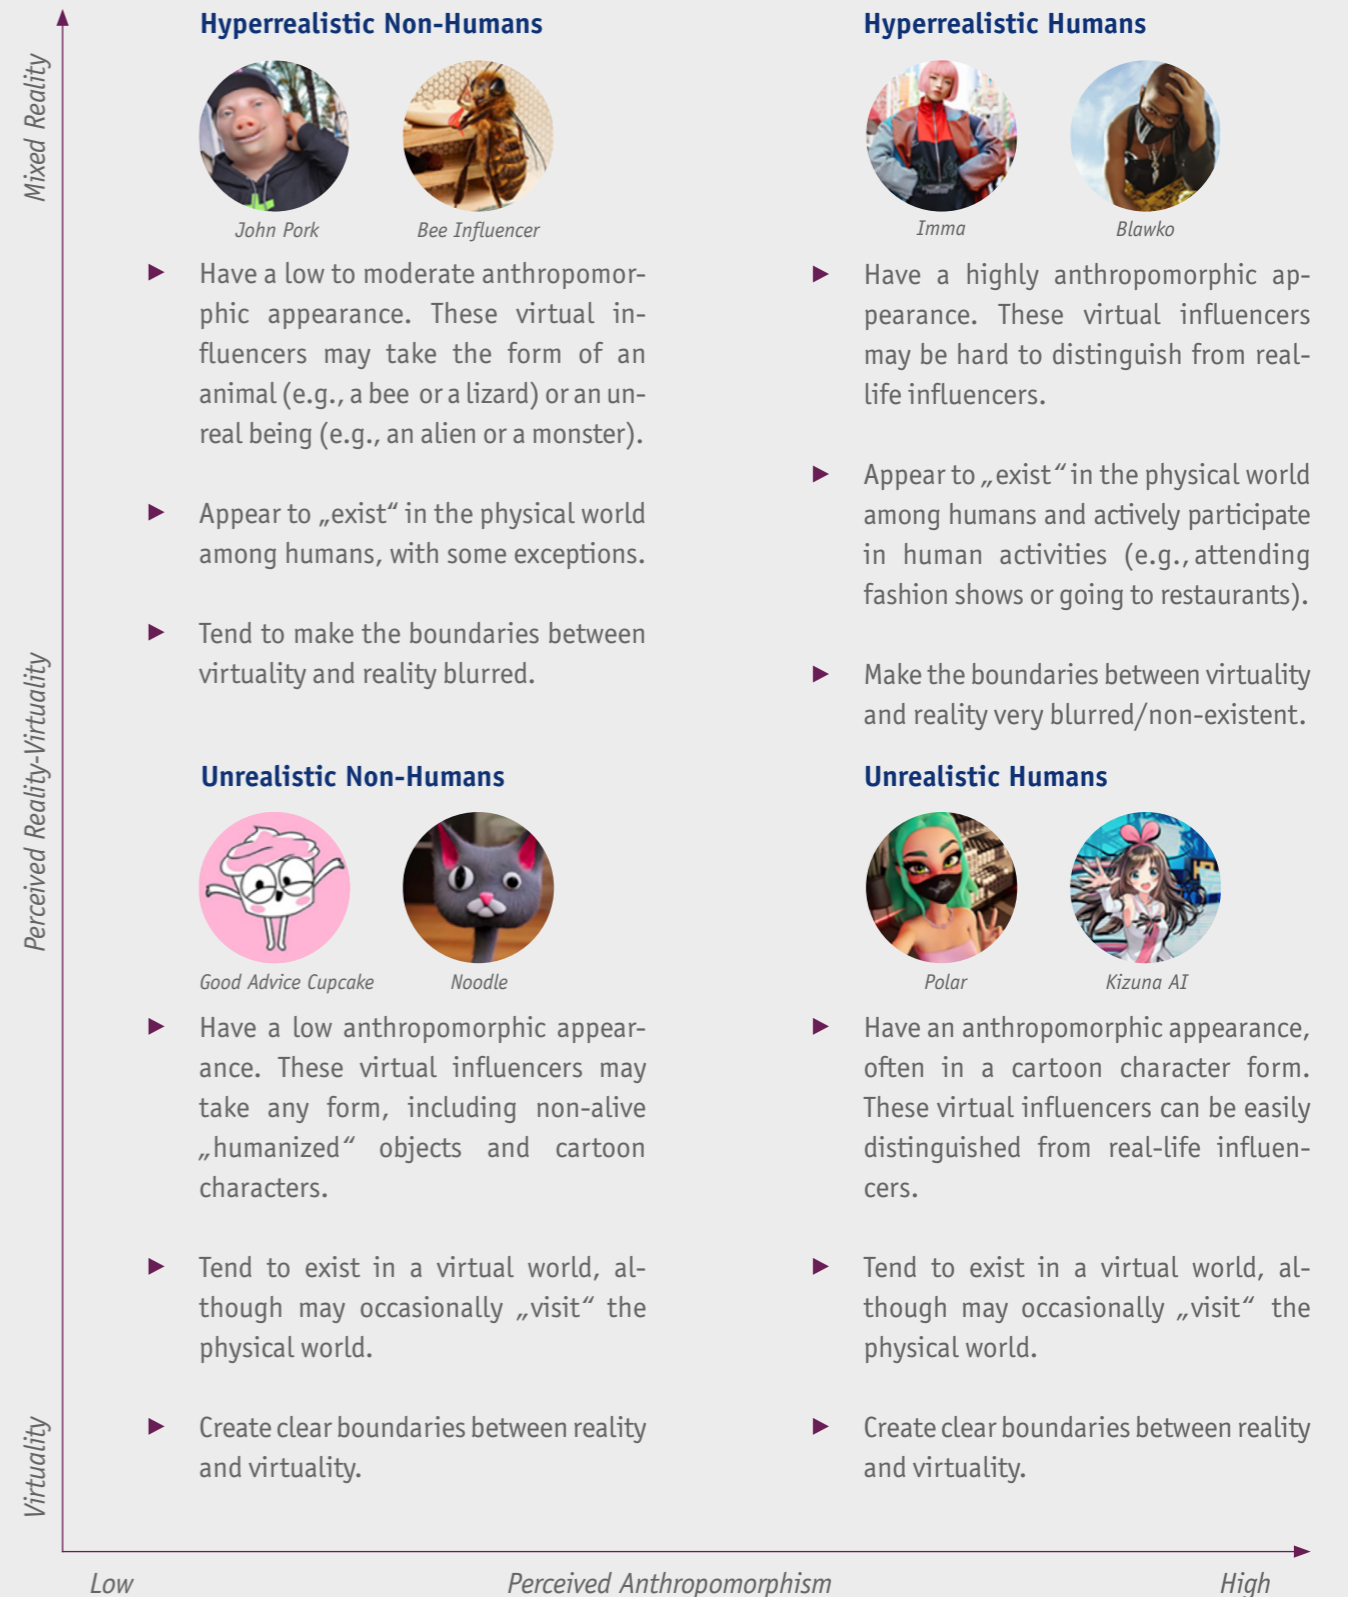 Mixed Reality
Perceived Reality-Virtuality
Virtuality
Hyperrealistic Non-Humans
John Pork
Bee Influencer
► Have a low to moderate anthropomor-
phic appearance. These virtual in-
fluencers may take the form of an
animal (e.g., a bee or a lizard) or an un-
real being (e.g., an alien or a monster).
► Appear to „exist“ in the physical world
among humans, with some exceptions.
► Tend to make the boundaries between
virtuality and reality blurred.
Hyperrealistic Humans
Imma
Blawko
► Have a highly anthropomorphic ap-
pearance. These virtual influencers
may be hard to distinguish from real-
life influencers.
► Appear to „exist“ in the physical world
among humans and actively participate
in human activities (e.g., attending
fashion shows or going to restaurants).
► Make the boundaries between virtuality
and reality very blurred/non-existent.
Unrealistic Non-Humans
Good Advice Cupcake
Noodle
► Have a low anthropomorphic appear-
ance. These virtual influencers may
take any form, including non-alive
„humanized“ objects and cartoon
characters.
► Tend to exist in a virtual world, al-
though may occasionally „visit“ the
physical world.
► Create clear boundaries between reality
and virtuality.
Unrealistic Humans
Polar
Kizuna AI
► Have an anthropomorphic appearance,
often in a cartoon character form.
These virtual influencers can be easily
distinguished from real-life influen-
cers.
► Tend to exist in a virtual world, al-
though may occasionally „visit“ the
physical world.
► Create clear boundaries between reality
and virtuality.
Low
Perceived Anthropomorphism
High